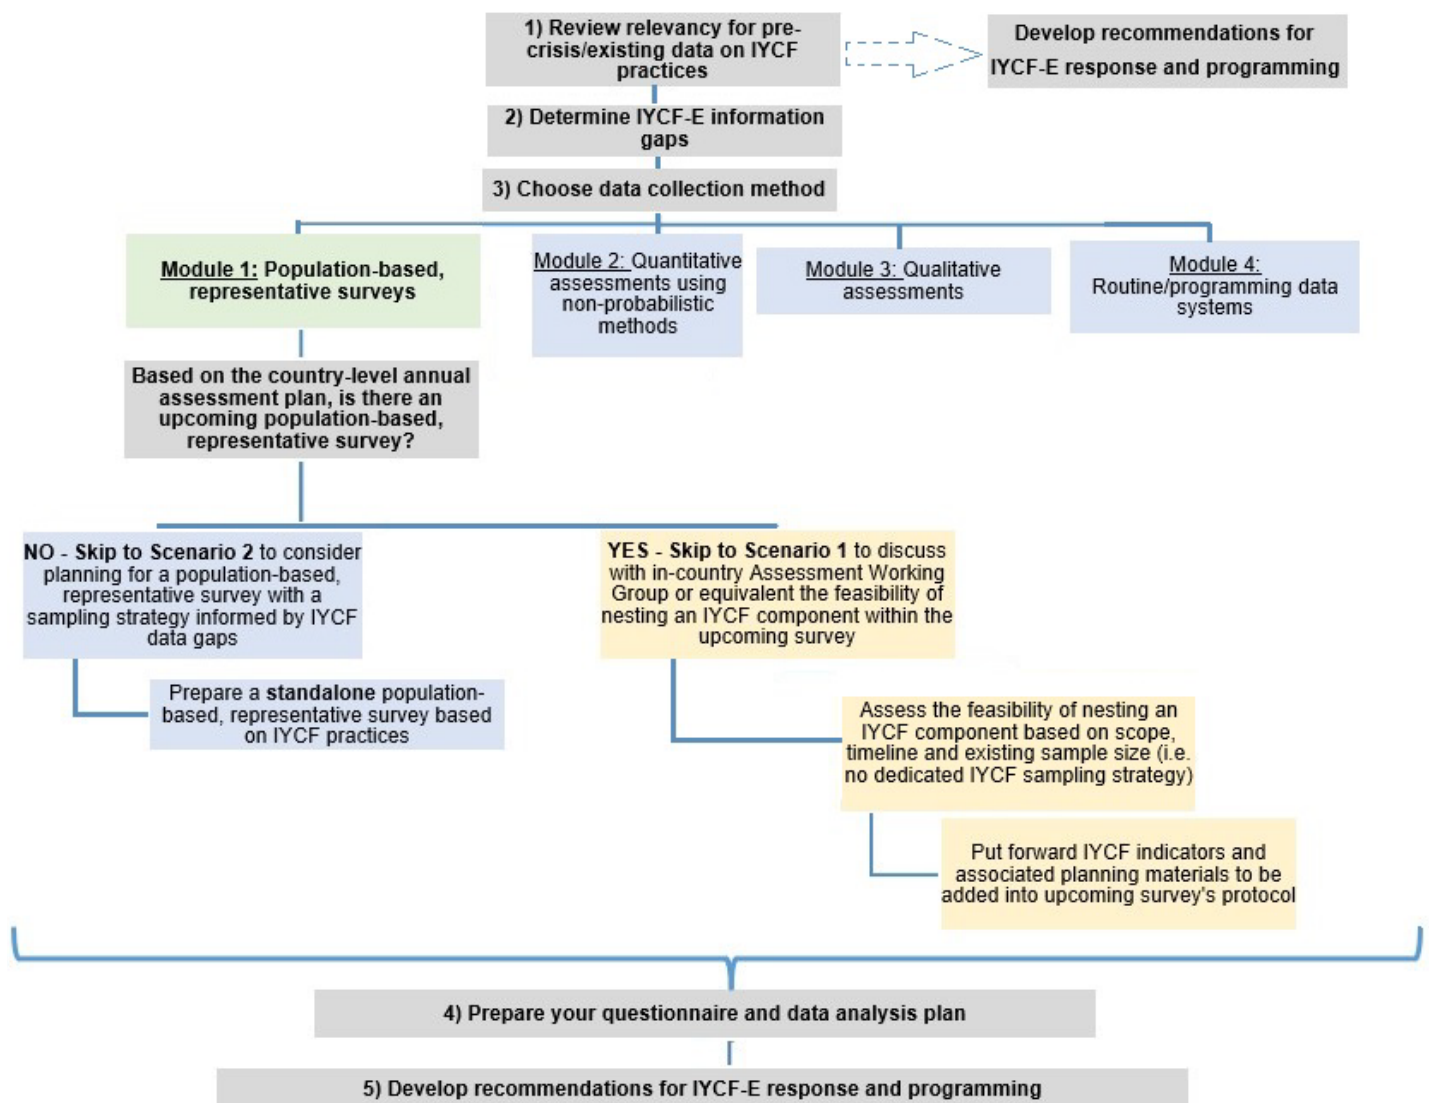 1) Review relevancy for pre-
crisis/existing data on IYCF
practices
Develop recommendations for
IYCF-E response and programming
2) Determine IYCF-E information
gaps
3) Choose data collection method
Module 1: Population-based,
representative surveys
Module 2: Quantitative
assessments using
non-probabilistic
methods
Module 3: Qualitative
assessments
Module 4:
Routine/programming data
systems
Based on the country-level annual
assessment plan, is there an
upcoming population-based,
representative survey?
NO - Skip to Scenario 2 to consider
planning for a population-based,
representative survey with a
sampling strategy informed by IYCF
data gaps
YES - Skip to Scenario 1 to discuss
with in-country Assessment Working
Group or equivalent the feasibility of
nesting an IYCF component within the
upcoming survey
Prepare a standalone population-
based, representative survey based
on IYCF practices
Assess the feasibility of nesting an
IYCF component based on scope,
timeline and existing sample size (i.e.
no dedicated IYCF sampling strategy)
Put forward IYCF indicators and
associated planning materials to be
added into upcoming survey's protocol
4) Prepare your questionnaire and data analysis plan
5) Develop recommendations for IYCF-E response and programming